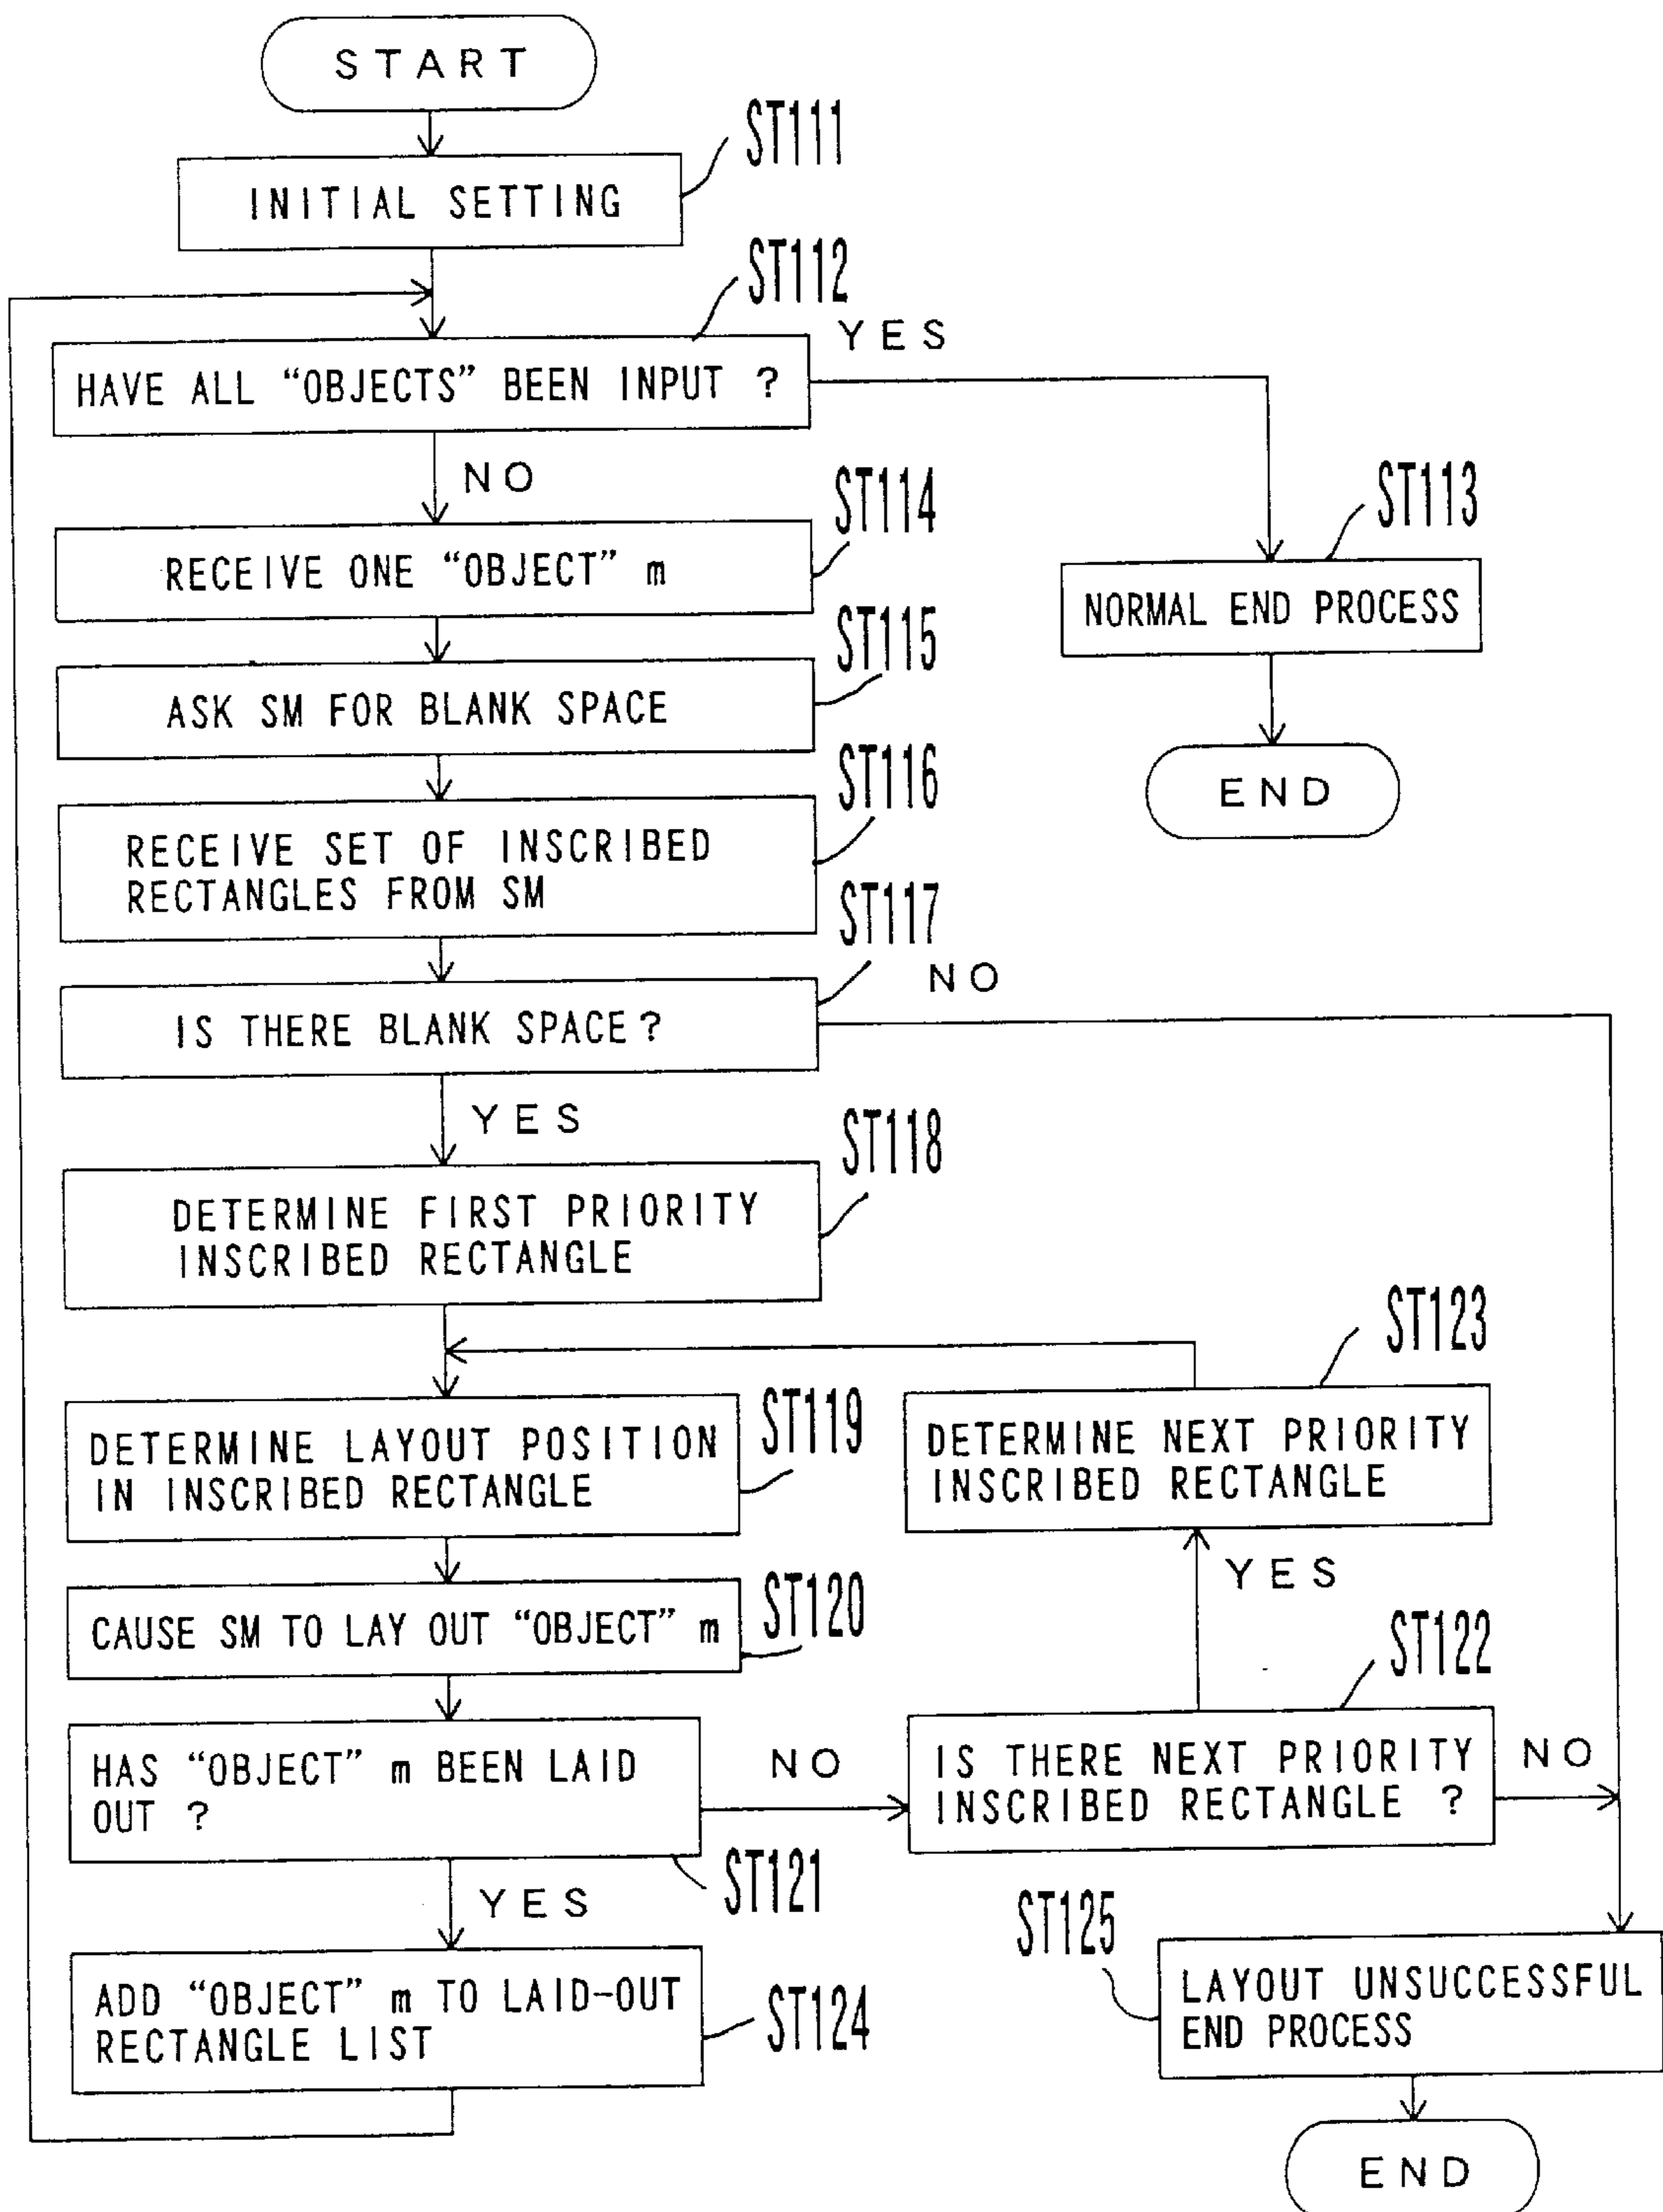 START
ST111
INITIAL SETTING
ST112
YES
HAVE ALL “OBJECTS” BEEN INPUT ?
NO
ST114
ST113
RECEIVE ONE “OBJECT” m
NORMAL END PROCESS
ST115
ASK SM FOR BLANK SPACE
ST116
END
RECEIVE SET OF INSCRIBED
RECTANGLES FROM SM
ST117
NO
IS THERE BLANK SPACE ?
YES
ST118
DETERMINE FIRST PRIORITY
INSCRIBED RECTANGLE
ST123
ST119
DETERMINE LAYOUT POSITION
IN INSCRIBED RECTANGLE
DETERMINE NEXT PRIORITY
INSCRIBED RECTANGLE
YES
ST120
CAUSE SM TO LAY OUT “OBJECT” m
ST122
HAS “OBJECT” m BEEN LAID
OUT ?
NO
IS THERE NEXT PRIORITY
INSCRIBED RECTANGLE ?
NO
ST121
YES
ST125
ADD “OBJECT” m TO LAID-OUT
RECTANGLE LIST
ST124
LAYOUT UNSUCCESSFUL
END PROCESS
END